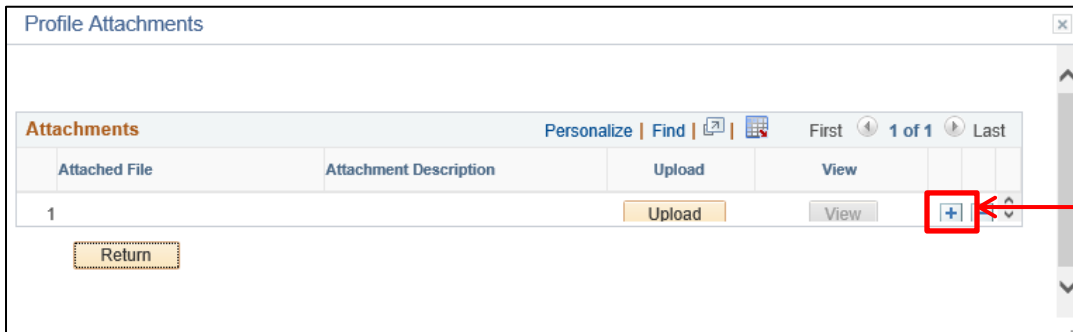 Profile Attachments
Attachments Personalize | Find | | First 1 of 1 Last
Attached File Attachment Description Upload View
1 Upload View
Return